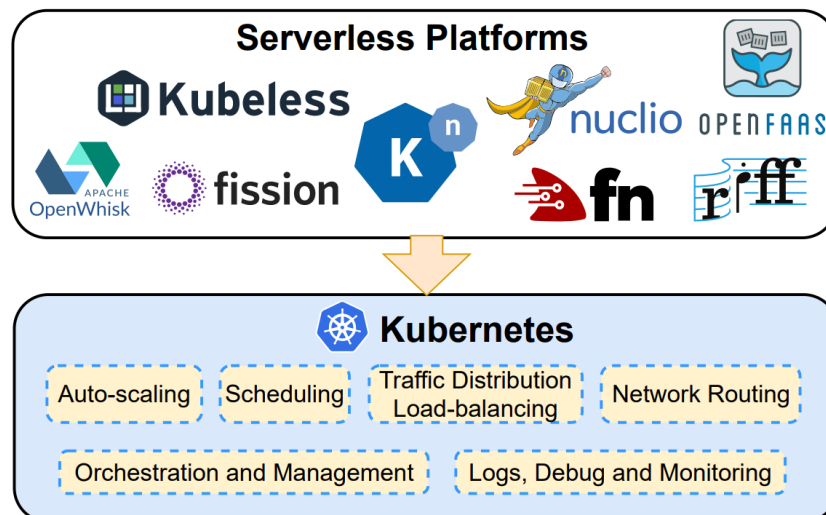 Serverless Platforms
Kubeless
K
n
nuclio
OPENFAAS
APACHE
OpenWhisk
fission
fn
riff
Kubernetes
Auto-scaling
Scheduling
Traffic Distribution
Load-balancing
Network Routing
Orchestration and Management
Logs, Debug and Monitoring